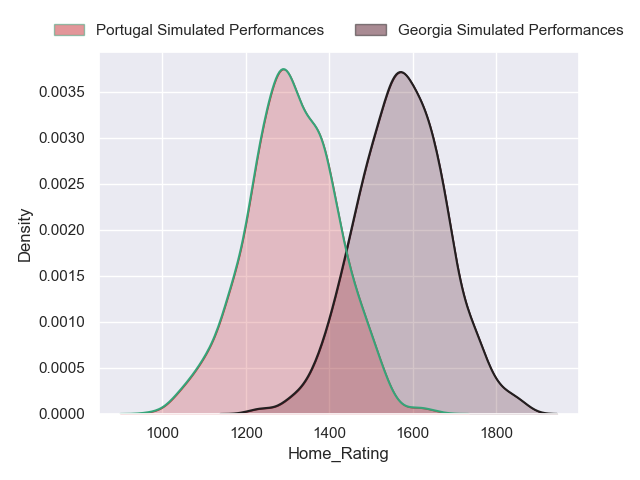 Portugal Simulated Performances
Georgia Simulated Performances
0.0035
0.0030
0.0025
0.0020
0.0015
0.0010
0.0005
0.0000
Density
1000 1200 1400 1600 1800
Home_Rating